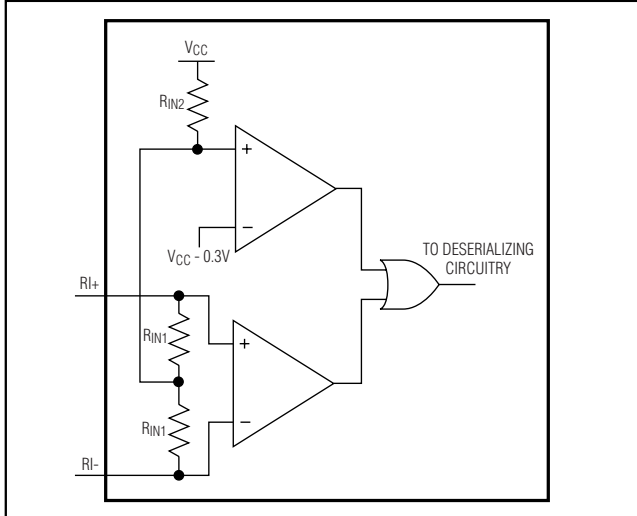 VCC
RIN2
+
−
VCC - 0.3V
TO DESERIALIZING
CIRCUITRY
RI+
RIN1
+
RIN1
−
RI-